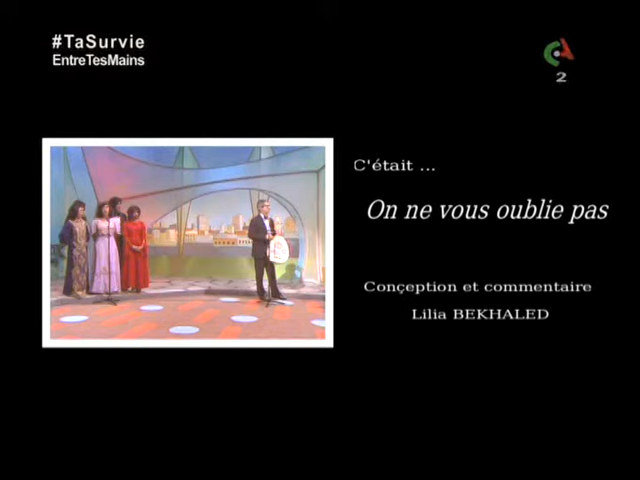 #TaSurvie
EntreTesMains
2
C'était ...
On ne vous oublie pas
Conçeption et commentaire
Lilia BEKHALED